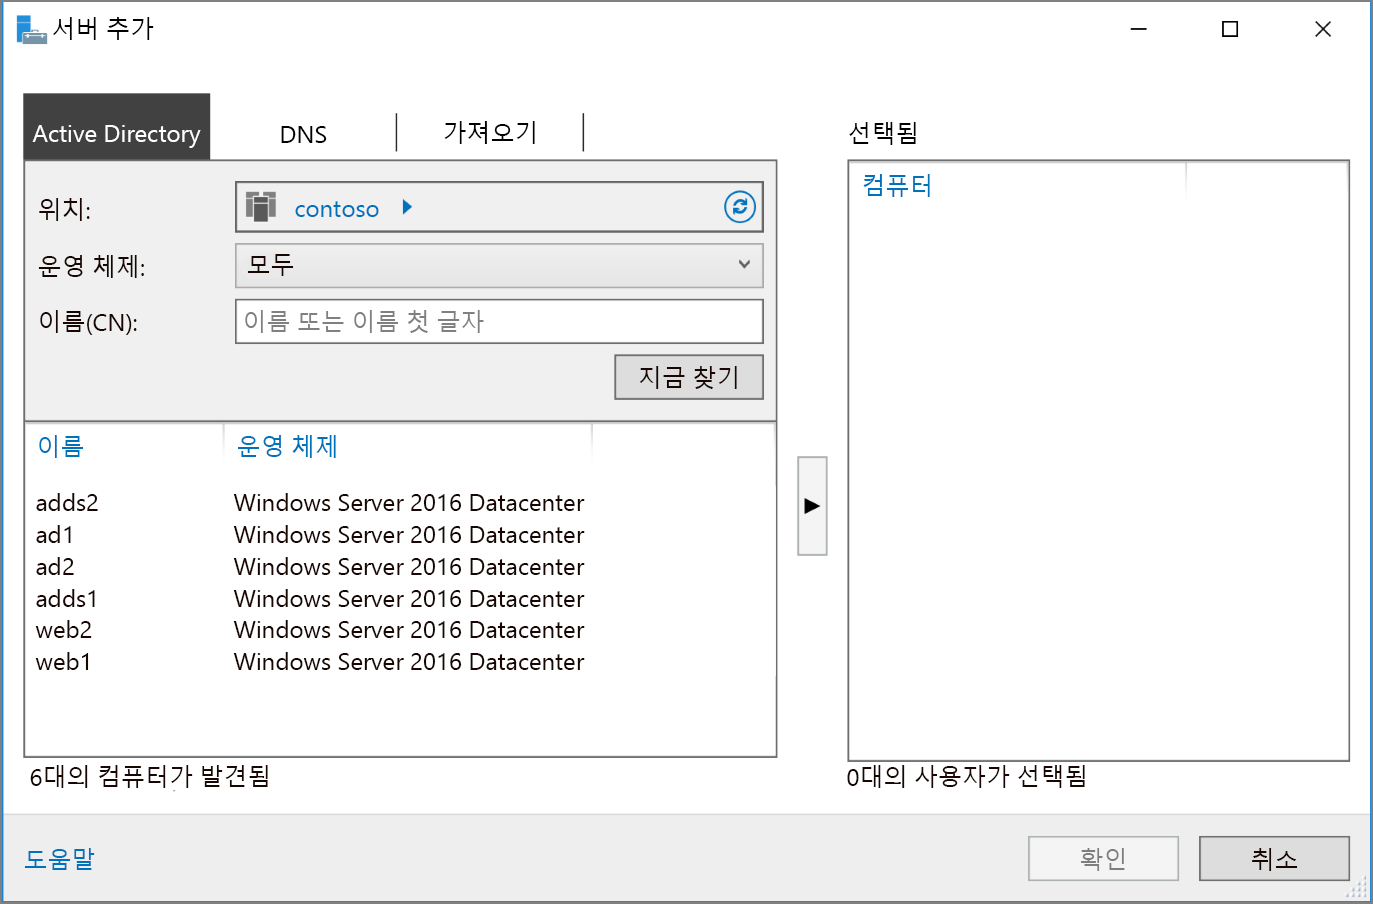 서버 추가
Active Directory
DNS
가져오기
위치:
contoso
운영 체제:
모두
이름(CN):
이름 또는 이름 첫 글자
지금 찾기
이름 운영 체제
adds2 Windows Server 2016 Datacenter
ad1 Windows Server 2016 Datacenter
ad2 Windows Server 2016 Datacenter
adds1 Windows Server 2016 Datacenter
web2 Windows Server 2016 Datacenter
web1 Windows Server 2016 Datacenter
6대의 컴퓨터가 발견됨
선택됨
컴퓨터
0대의 사용자가 선택됨
도움말
확인
취소